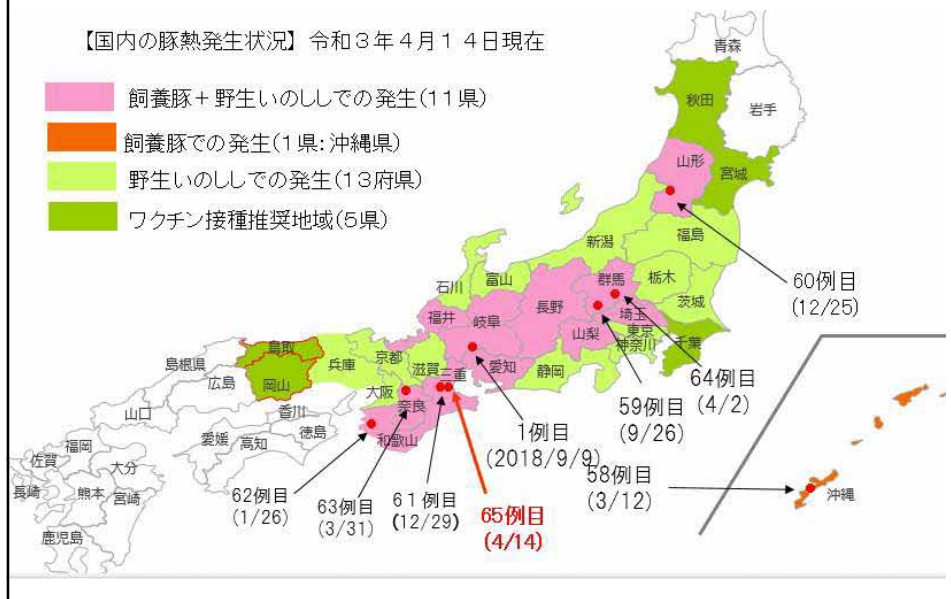 【国内の豚熱発生状況】 令和3年4月14日現在
飼養豚＋野生いのししでの発生(11県)
飼養豚での発生(1県：沖縄県)
野生いのししでの発生(13府県)
ワクチン接種推奨地域(5県)
青森
秋田
岩手
山形
宮城
新潟
福島
石川
富山
群馬
栃木
長野
茨城
福井
岐阜
埼玉
山梨
東京
千葉
神奈川
京都
滋賀
三重
愛知
静岡
鳥取
兵庫
島根県
岡山
広島
大阪
奈良
山口
香川
和歌山
徳島
愛媛
高知
福岡
佐賀
大分
長崎
熊本
宮崎
鹿児島
沖縄
60例目
(12/25)
64例目
(4/2)
59例目
(9/26)
1例目
(2018/9/9)
58例目
(3/12)
62例目
(1/26)
63例目
(3/31)
61例目
(12/29)
65例目
(4/14)